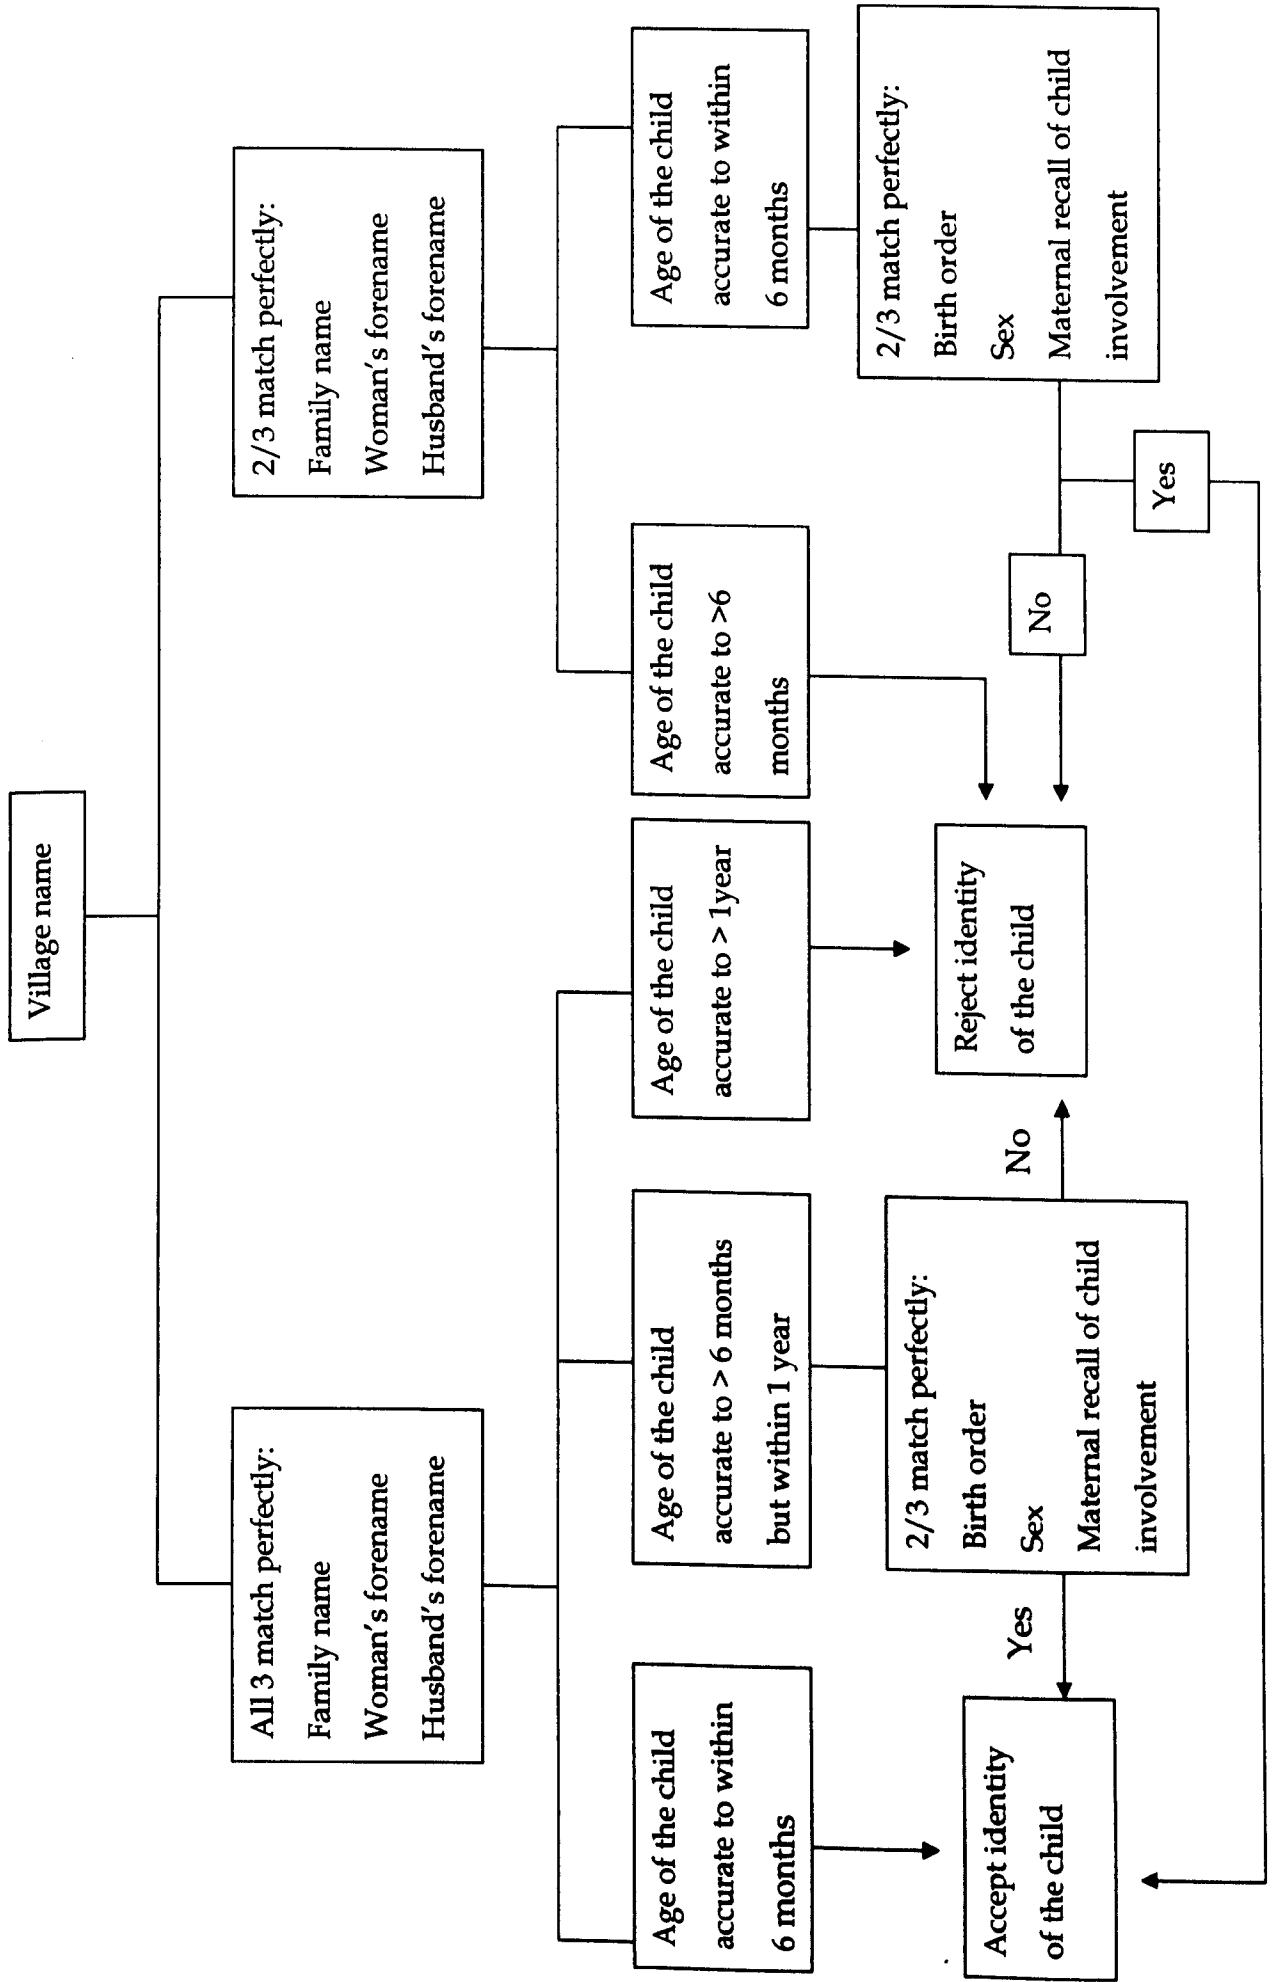 Village name
All 3 match perfectly:
Family name
Woman's forename
Husband's forename
2/3 match perfectly:
Family name
Woman's forename
Husband's forename
Age of the child
accurate to within
6 months
Age of the child
accurate to > 6 months
but within 1 year
Age of the child
accurate to > 1year
Age of the child
accurate to >6
months
Age of the child
accurate to within
6 months
Accept identity
of the child
Yes
2/3 match perfectly:
Birth order
Sex
Maternal recall of child
involvement
No
Reject identity
of the child
No
Yes
2/3 match perfectly:
Birth order
Sex
Maternal recall of child
involvement